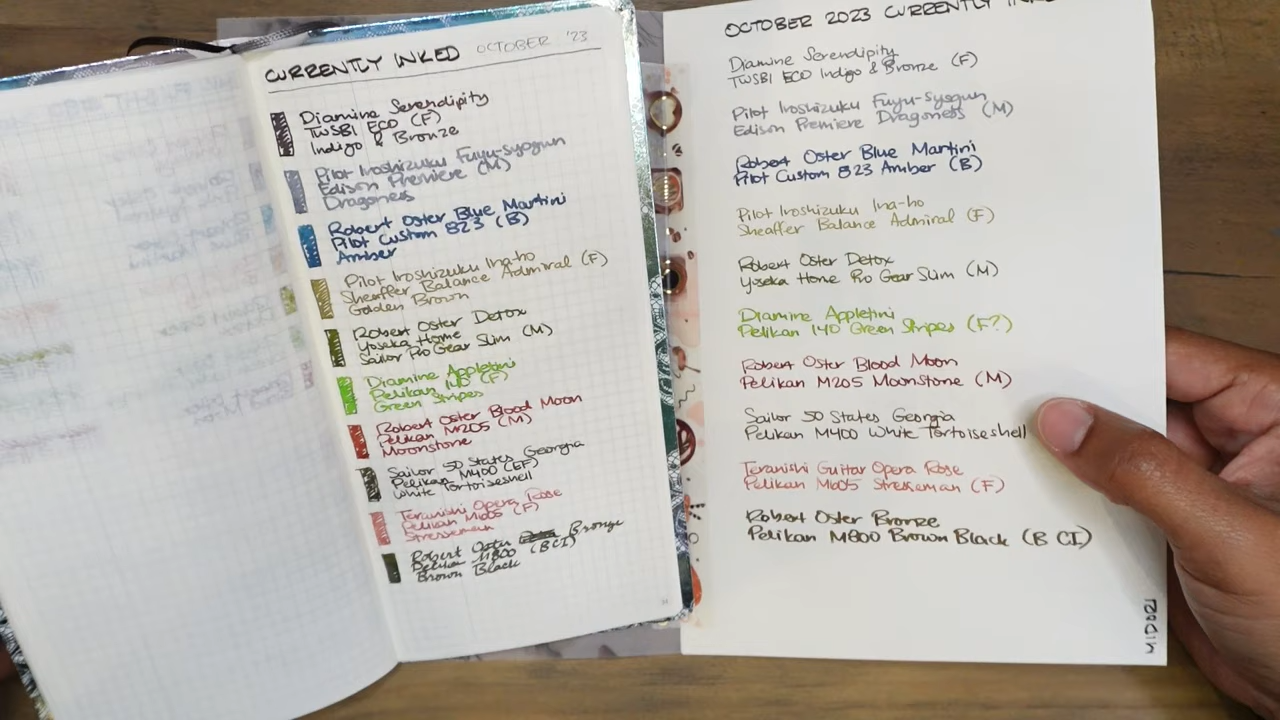 CURRENTLY INKED OCTOBER '23
Diamine Serendipity
TWSBI ECO (F)
Indigo & Bronze
Pilot Iroshizuku Fuyu-syogun
Edison Premiere (M)
Dragoness
Robert Oster Blue Martini
Pilot Custom 823 (B)
Amber
Pilot Iroshizuku Ina-ho
Sheaffer Balance Admiral (F)
Golden Brown
Robert Oster Detox
Yoseka Home
Sailor Pro Gear Slim (M)
Diamine Appletini
Pelikan 140 (F)
Green Stripes
Robert Oster Blood Moon
Pelikan M205 (M)
Moonstone
Sailor 50 States Georgia
Pelikan M400 (EF)
White Tortoiseshell
Teranishi Opera Rose
Pelikan M605 (F)
Stresseman
Robert Oster Bronze
Pelikan M800 (BCI)
Brown Black
OCTOBER 2023 CURRENTLY INKED
Diamine Serendipity
TWSBI ECO Indigo & Bronze (F)
Pilot Iroshizuku Fuyu-syogun
Edison Premiere Dragoness (M)
Robert Oster Blue Martini
Pilot Custom 823 Amber (B)
Pilot Iroshizuku Ina-ho
Sheaffer Balance Admiral (F)
Robert Oster Detox
Yoseka Home Pro Gear Slim (M)
Diamine Appletini
Pelikan 140 Green Stripes (F?)
Robert Oster Blood Moon
Pelikan M205 Moonstone (M)
Sailor 50 States Georgia
Pelikan M400 White Tortoiseshell
Teranishi Guitar Opera Rose
Pelikan M605 Stresseman (F)
Robert Oster Bronze
Pelikan M800 Brown Black (B CI)
MIDORI